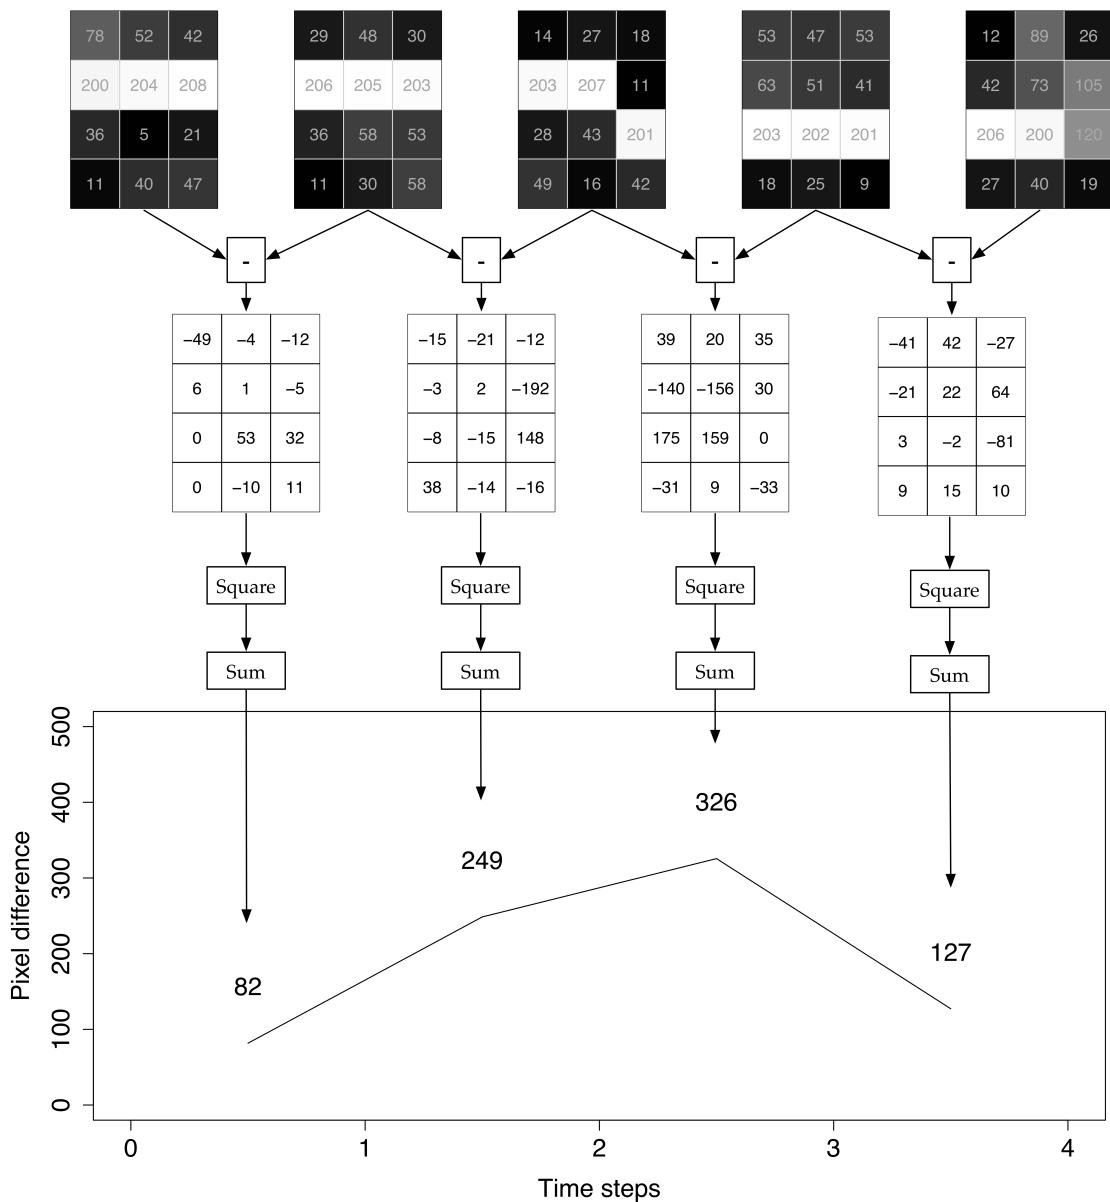 78 52 42 29 48 30 14 27 18 53 47 53 12 89 26
200 204 208 206 205 203 203 207 11 63 51 41 42 73 105
36 5 21 36 58 53 28 43 201 203 202 201 206 200 120
11 40 47 11 30 58 49 16 42 18 25 9 27 40 19
- - - -
−49 −4 −12 −15 −21 −12 39 20 35 −41 42 −27
6 1 −5 −3 2 −192 −140 −156 30 −21 22 64
0 53 32 −8 −15 148 175 159 0 3 −2 −81
0 −10 11 38 −14 −16 −31 9 −33 9 15 10
Square Square Square Square
Sum Sum Sum Sum
500
400
300
200
100
0
Pixel difference
326
249
127
82
0 1 2 3 4
Time steps